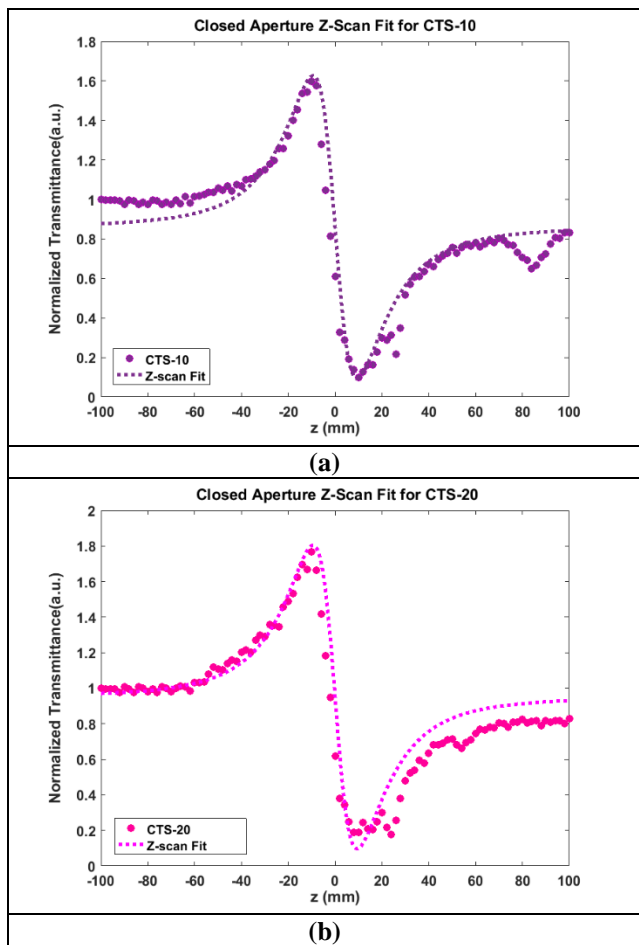 Closed Aperture Z-Scan Fit for CTS-10
1.8
1.6
1.4
1.2
1
0.8
0.6
0.4
0.2
0
Normalized Transmittance(a.u.)
CTS-10
Z-scan Fit
-100 -80 -60 -40 -20 0 20 40 60 80 100
z (mm)
(a)
Closed Aperture Z-Scan Fit for CTS-20
2
1.8
1.6
1.4
1.2
1
0.8
0.6
0.4
0.2
0
Normalized Transmittance(a.u.)
CTS-20
Z-scan Fit
-100 -80 -60 -40 -20 0 20 40 60 80 100
z (mm)
(b)